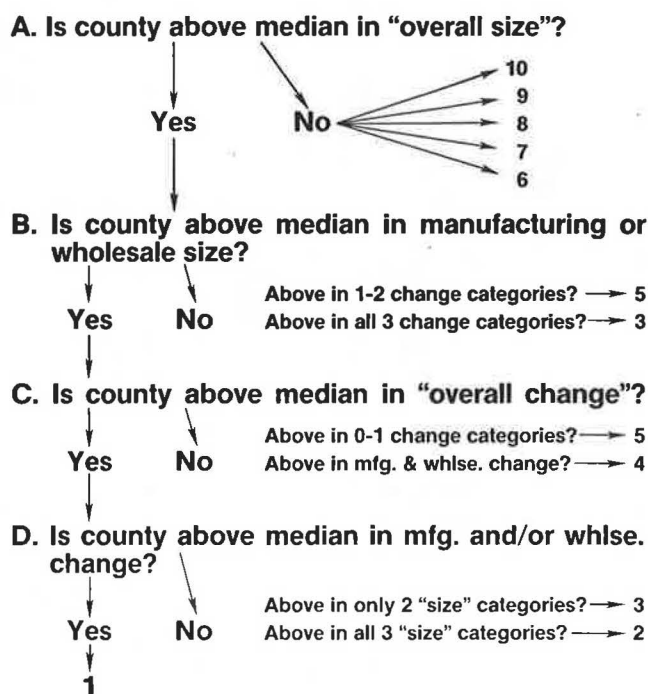 A. Is county above median in “overall size”?
10
9
Yes No 8
7
6
B. Is county above median in manufacturing or
wholesale size?
Above in 1-2 change categories? 5
Yes No Above in all 3 change categories? 3
C. Is county above median in “overall change”?
Above in 0-1 change categories? 5
Yes No Above in mfg. & whlse. change? 4
D. Is county above median in mfg. and/or whlse.
change?
Above in only 2 “size” categories? 3
Yes No Above in all 3 “size” categories? 2
1